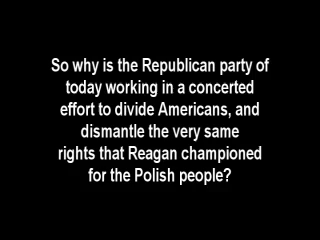 So why is the Republican party of
today working in a concerted
effort to divide Americans, and
dismantle the very same
rights that Reagan championed
for the Polish people?